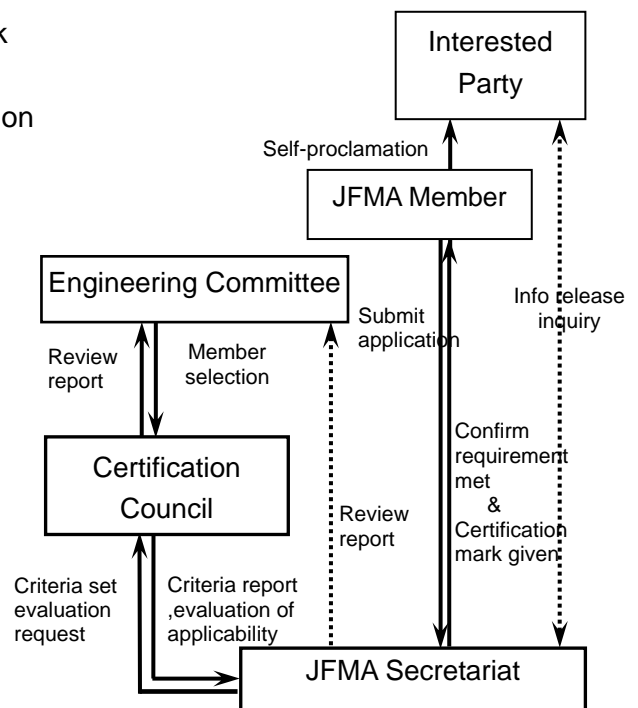 k
on
Interested
Party
Self-proclamation
JFMA Member
Engineering Committee
Submit
application
Info release
inquiry
Review
report
Member
selection
Certification
Council
Confirm
requirement
met
&
Certification
mark given
Review
report
Criteria set
evaluation
request
Criteria report
,evaluation of
applicability
JFMA Secretariat